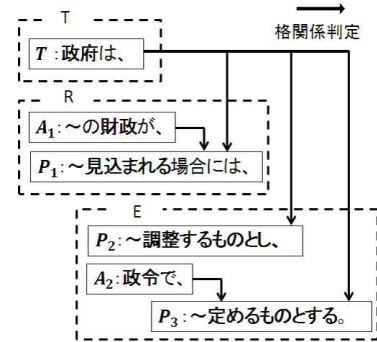 T
格関係判定
T：政府は、
R
A₁：～の財政が、
P₁：～見込まれる場合には、
E
P₂：～調整するものとし、
A₂：政令で、
P₃：～定めるものとする。